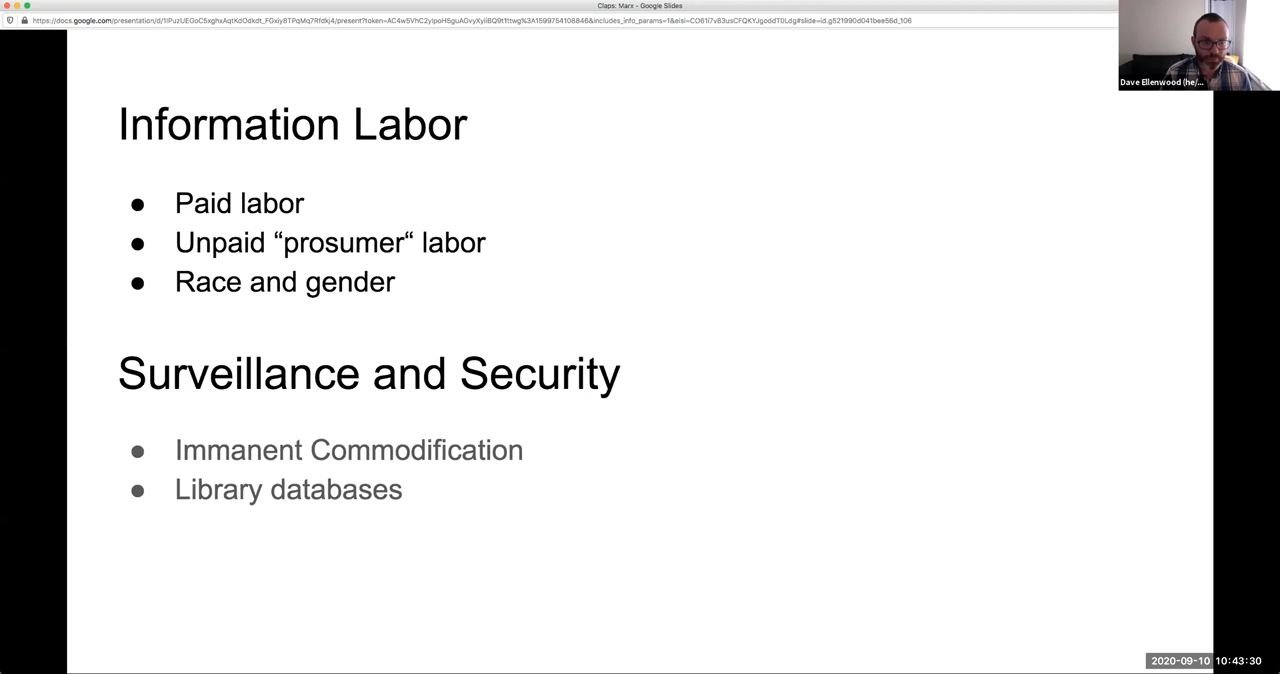 Claps: Marx - Google Slides
Dave Ellenwood (he/...
Information Labor
● Paid labor
● Unpaid “prosumer“ labor
● Race and gender
Surveillance and Security
● Immanent Commodification
● Library databases
2020-09-10 10:43:30